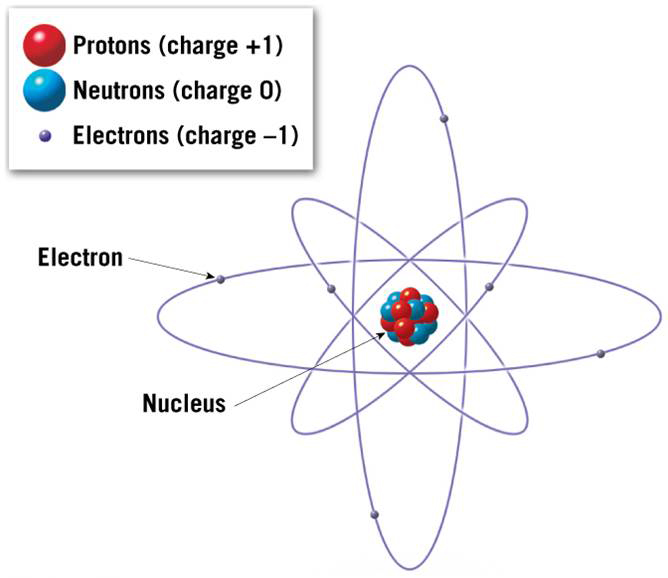 Protons (charge +1)
Neutrons (charge 0)
Electrons (charge –1)
Electron
Nucleus